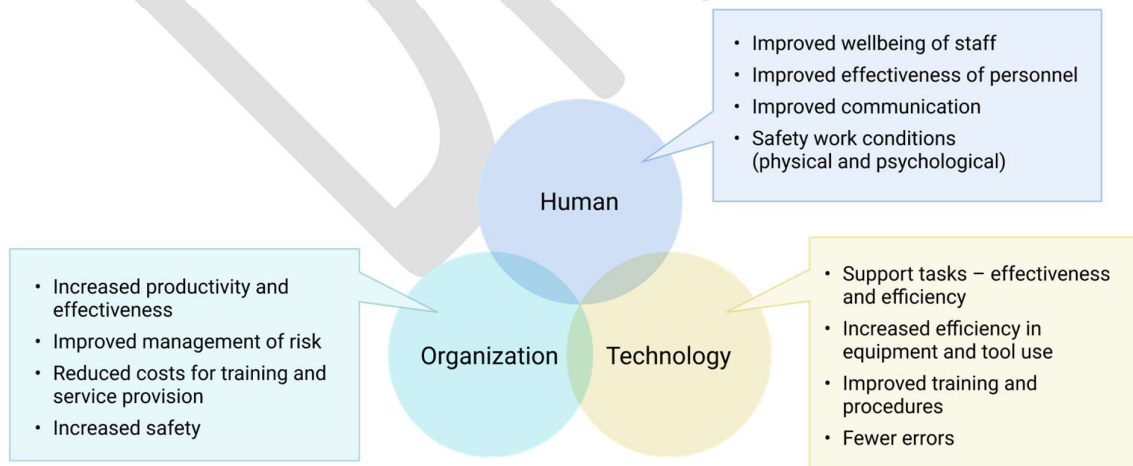 • Improved wellbeing of staff
• Improved effectiveness of personnel
• Improved communication
• Safety work conditions
(physical and psychological)
Human
• Increased productivity and
effectiveness
• Improved management of risk
• Reduced costs for training and
service provision
• Increased safety
Organization
Technology
• Support tasks – effectiveness
and efficiency
• Increased efficiency in
equipment and tool use
• Improved training and
procedures
• Fewer errors